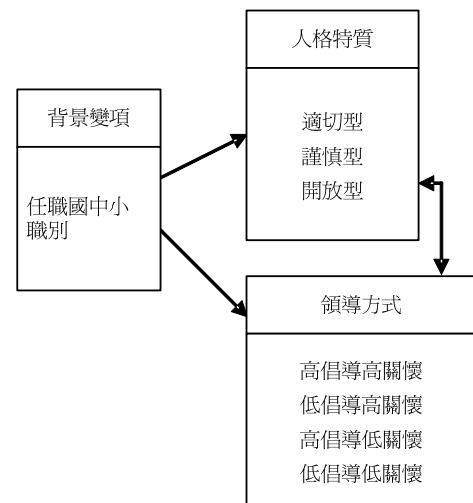 背景變項
任職國中小
職別
人格特質
適切型
謹慎型
開放型
領導方式
高倡導高關懷
低倡導高關懷
高倡導低關懷
低倡導低關懷